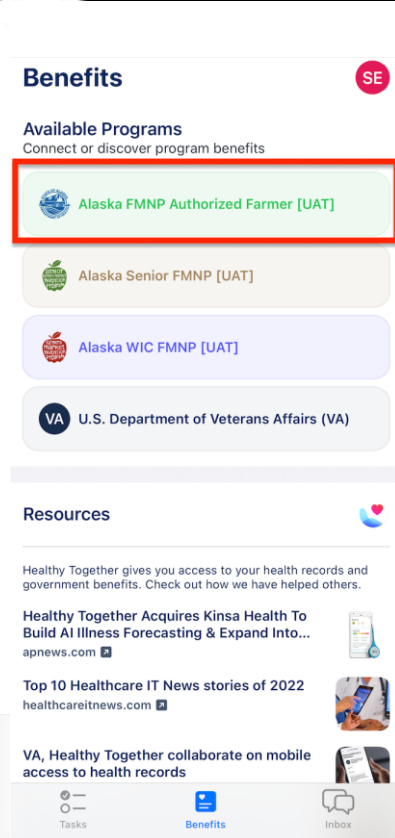 Benefits
SE
Available Programs
Connect or discover program benefits
Alaska FMNP Authorized Farmer [UAT]
Alaska Senior FMNP [UAT]
Alaska WIC FMNP [UAT]
VA
U.S. Department of Veterans Affairs (VA)
Resources
Healthy Together gives you access to your health records and
government benefits. Check out how we have helped others.
Healthy Together Acquires Kinsa Health To
Build AI Illness Forecasting & Expand Into...
apnews.com
Top 10 Healthcare IT News stories of 2022
healthcareitnews.com
VA, Healthy Together collaborate on mobile
access to health records
Tasks
Benefits
Inbox